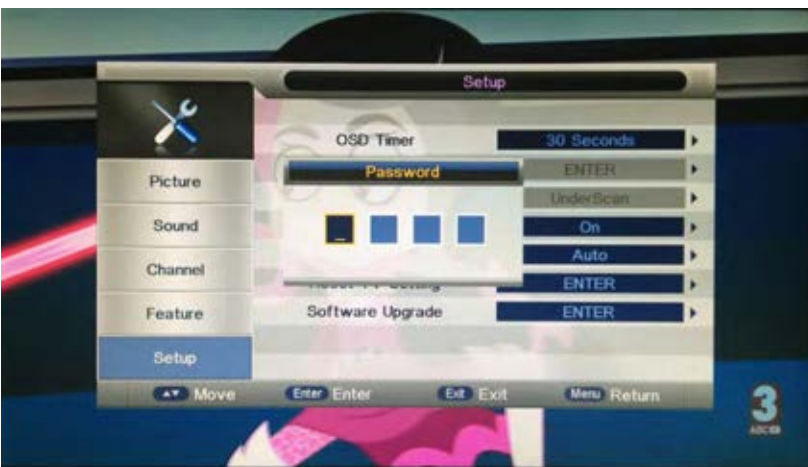 Setup
OSD Timer 30 Seconds
Password ENTER
UnderScan
Picture
Sound On
Channel Auto
ENTER
Feature Software Upgrade ENTER
Setup
Move Enter Enter Exit Exit Menu Return
3
ABC